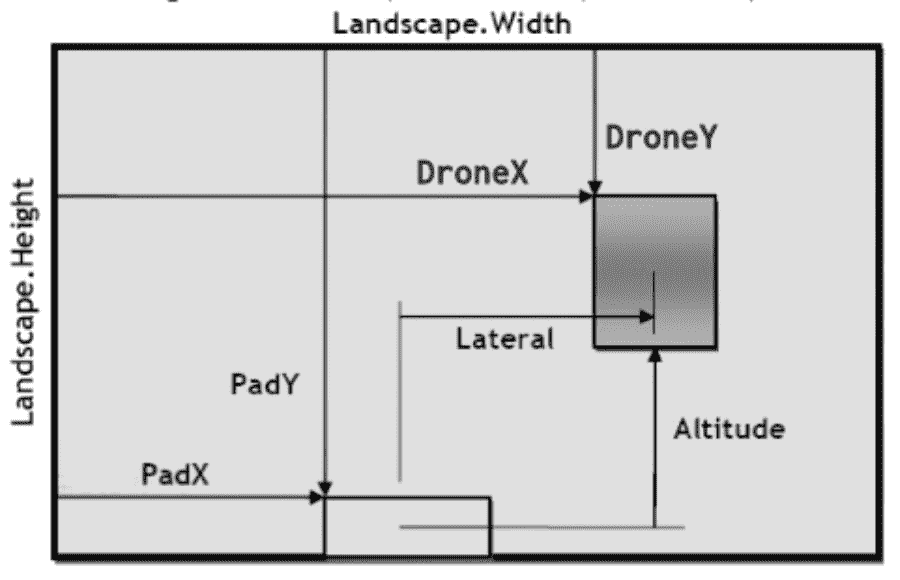 Landscape.Width
DroneY
DroneX
Landscape.Height
Lateral
PadY
Altitude
PadX